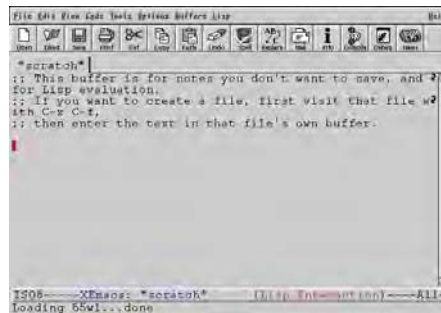 File Edit View Cmds Tools Options Buffers Lisp
Open Dired Save Print Cut Copy Paste Undo Spell Replace Mail Info Compile Debug News
*scratch*
;; This buffer is for notes you don't want to save, and
for Lisp evaluation.
;; If you want to create a file, first visit that file w
ith C-x C-f,
;; then enter the text in that file's own buffer.
ISO8-----XEmacs: *scratch* (Lisp Interaction)----All
Loading ...done